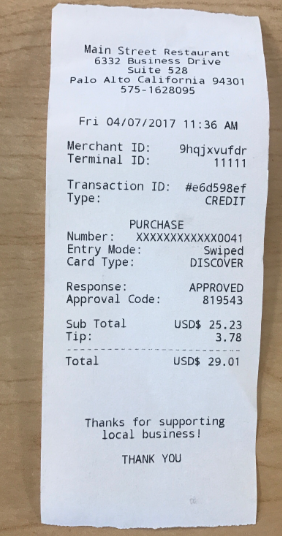 Main Street Restaurant
6332 Business Drive
Suite 528
Palo Alto California 94301
575-1628095
Fri 04/07/2017 11:36 AM
Merchant ID: 9hqjxvufdr
Terminal ID: 11111
Transaction ID: #e6d598ef
Type: CREDIT
PURCHASE
Number: XXXXXXXXXXXX0041
Entry Mode: Swiped
Card Type: DISCOVER
Response: APPROVED
Approval Code: 819543
Sub Total USD$ 25.23
Tip: 3.78
Total USD$ 29.01
Thanks for supporting
local business!
THANK YOU